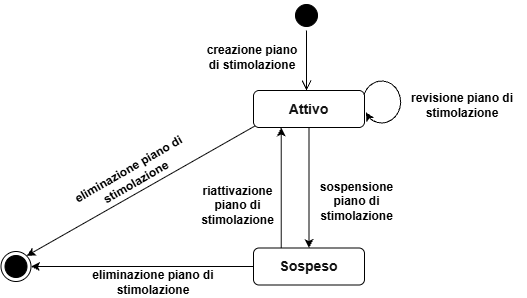 creazione piano
di stimolazione
Attivo
revisione piano di
stimolazione
eliminazione piano di
stimolazione
riattivazione
piano di
stimolazione
sospensione
piano di
stimolazione
Sospeso
eliminazione piano di
stimolazione